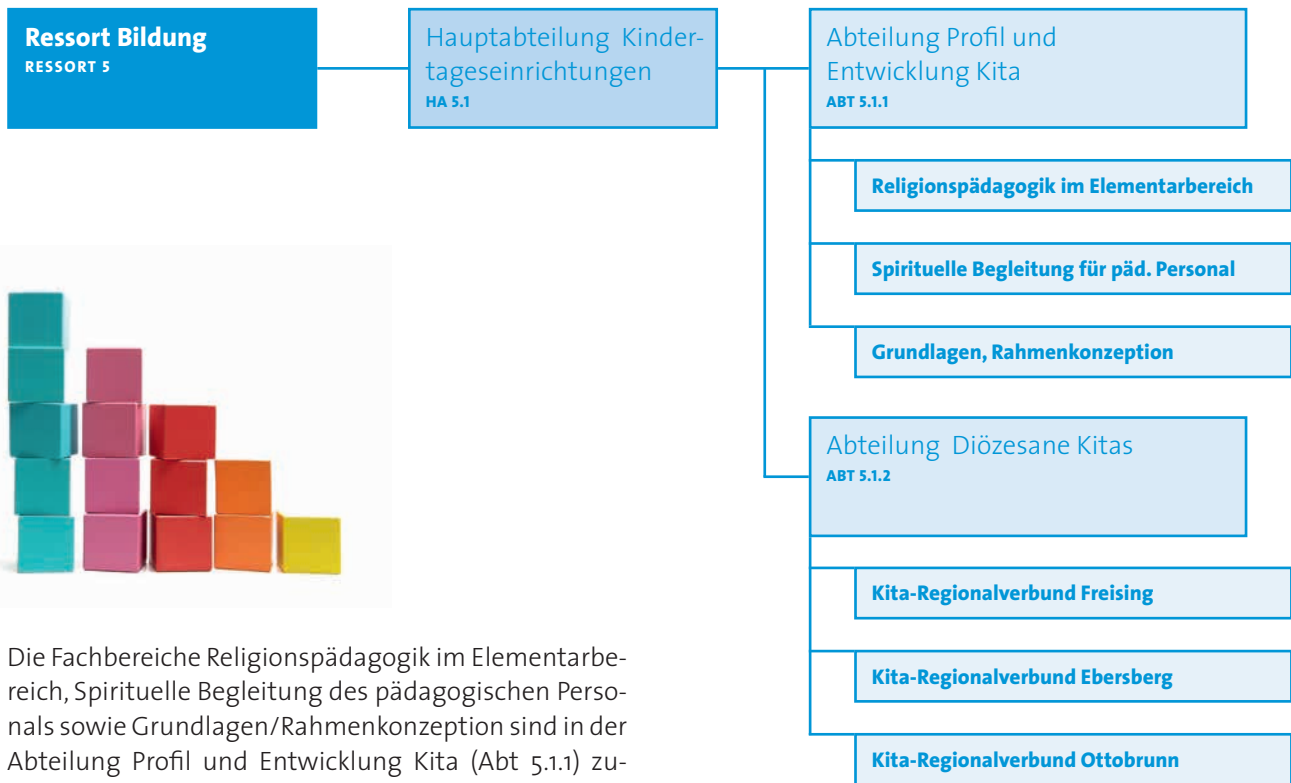 Ressort Bildung
RESSORT 5
Hauptabteilung Kinder-
tageseinrichtungen
HA 5.1
Abteilung Profil und
Entwicklung Kita
ABT 5.1.1
Religionspädagogik im Elementarbereich
Spirituelle Begleitung für päd. Personal
Grundlagen, Rahmenkonzeption
Abteilung Diözesane Kitas
ABT 5.1.2
Kita-Regionalverbund Freising
Kita-Regionalverbund Ebersberg
Kita-Regionalverbund Ottobrunn
Die Fachbereiche Religionspädagogik im Elementarbe-
reich, Spirituelle Begleitung des pädagogischen Perso-
nals sowie Grundlagen/Rahmenkonzeption sind in der
Abteilung Profil und Entwicklung Kita (Abt 5.1.1) zu-